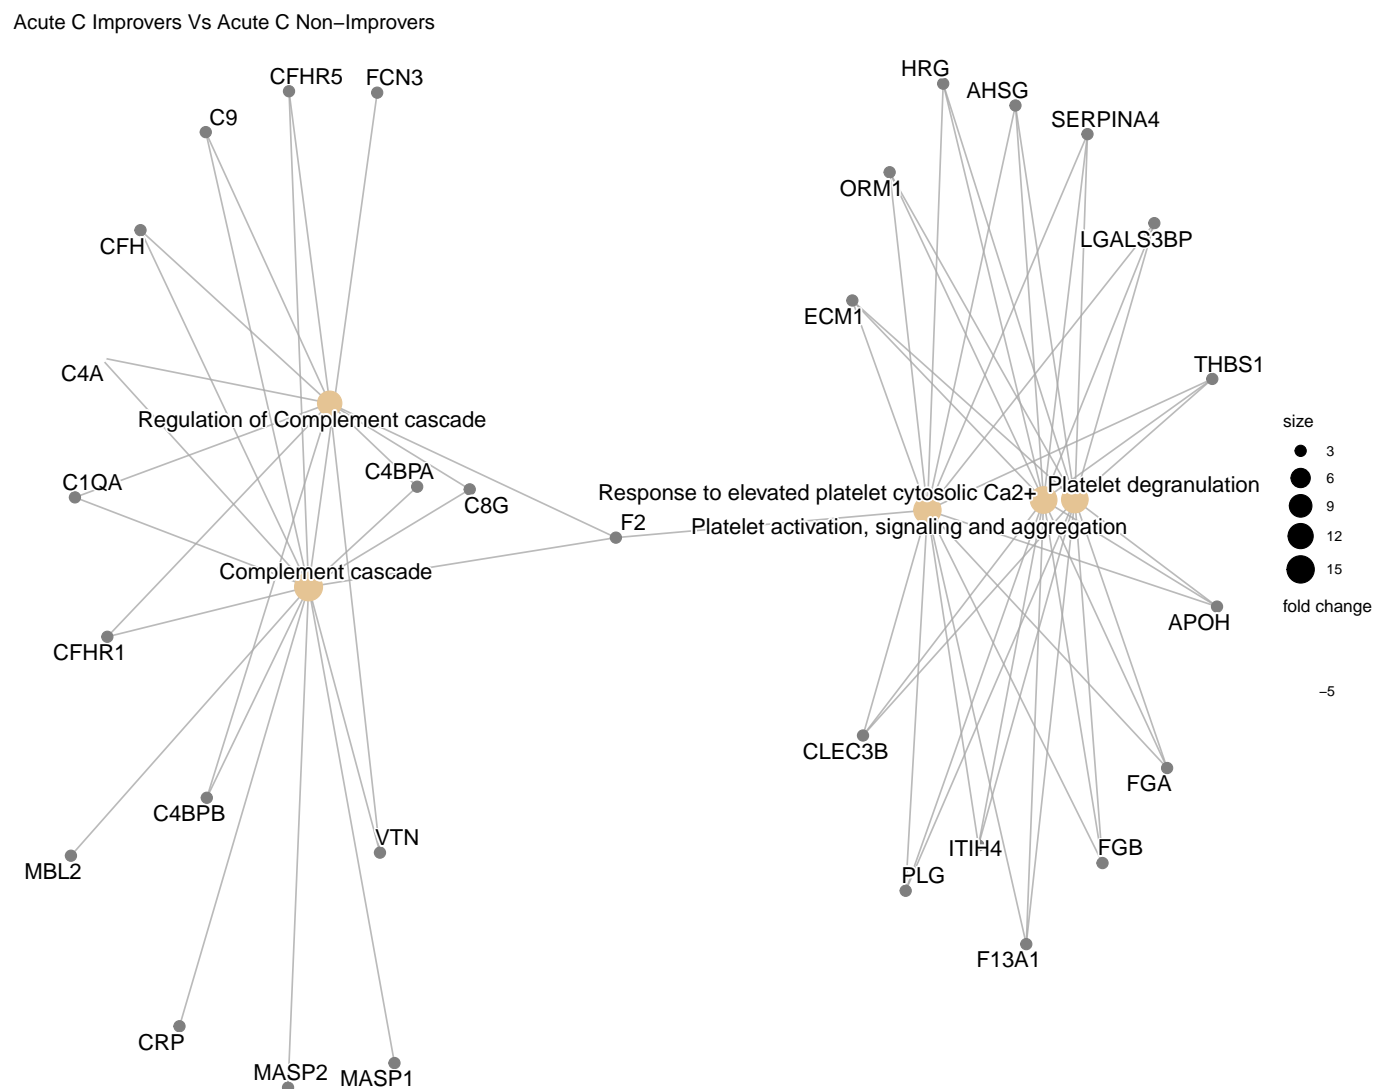 Acute C Improvers Vs Acute C Non−Improvers
HRG
CFHR5
FCN3
AHSG
C9
SERPINA4
ORM1
LGALS3BP
CFH
ECM1
THBS1
C4A
Regulation of Complement cascade
size
3
6
9
12
15
C4BPA
C1QA
Platelet degranulation
Response to elevated platelet cytosolic Ca2+
C8G
F2
Platelet activation, signaling and aggregation
Complement cascade
fold change
−5
APOH
CFHR1
CLEC3B
FGA
C4BPB
VTN
ITIH4
FGB
MBL2
PLG
F13A1
CRP
MASP2
MASP1